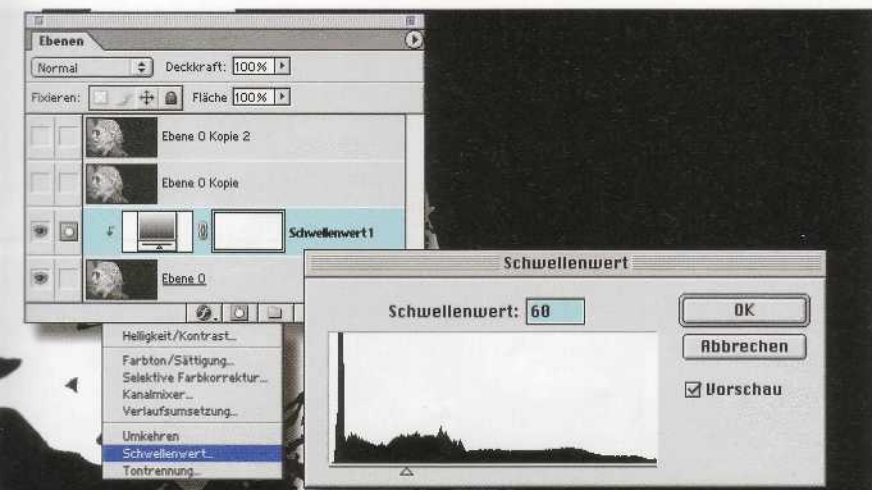 Ebenen
Normal
Deckkraft: 100%
Fixieren:
Fläche 100%
Ebene 0 Kopie 2
Ebene 0 Kopie
Schwellenwert 1
Ebene 0
Helligkeit/Kontrast...
Farbton/Sättigung...
Selektive Farbkorrektur...
Kanalmixer...
Verlaufsumsetzung...
Umkehren
Schwellenwert...
Tontrennung...
Schwellenwert
Schwellenwert: 60
OK
Abbrechen
Vorschau